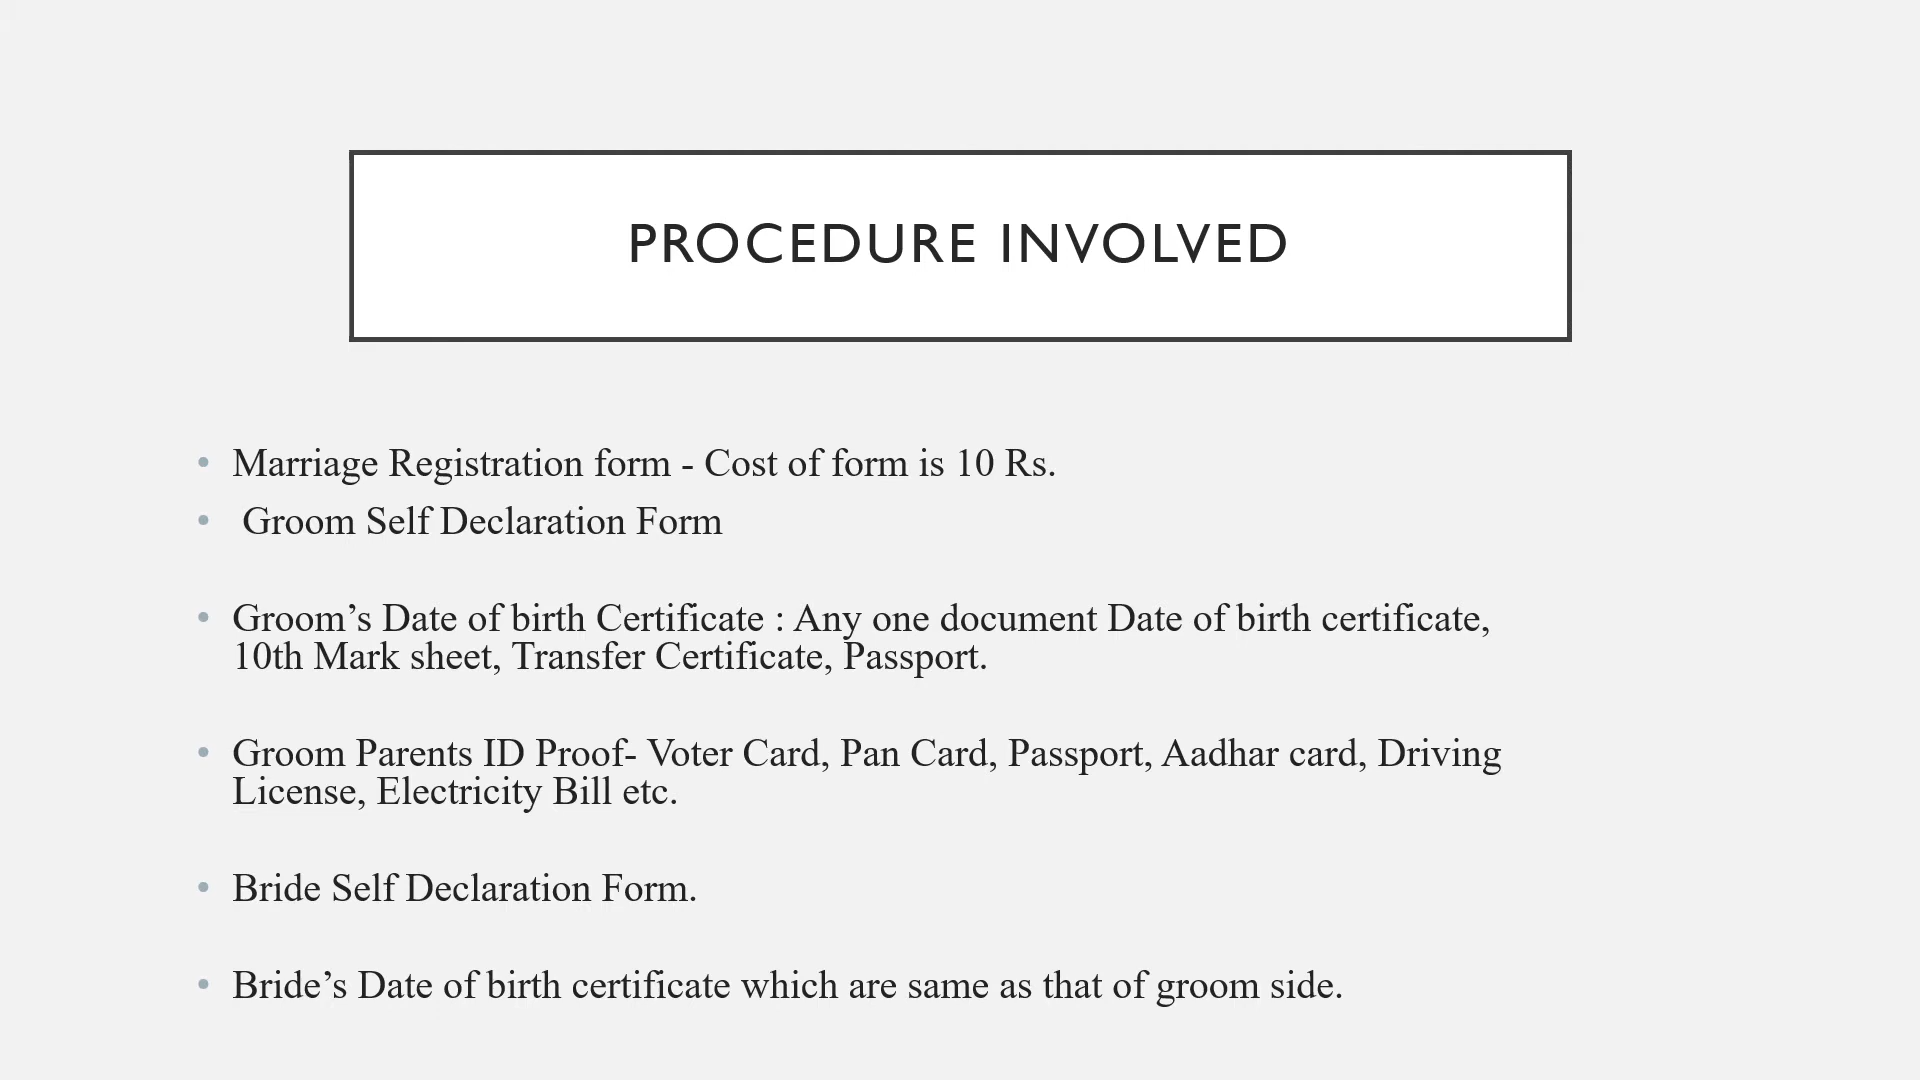 PROCEDURE INVOLVED
• Marriage Registration form - Cost of form is 10 Rs.
• Groom Self Declaration Form
• Groom’s Date of birth Certificate : Any one document Date of birth certificate,
10th Mark sheet, Transfer Certificate, Passport.
• Groom Parents ID Proof- Voter Card, Pan Card, Passport, Aadhar card, Driving
License, Electricity Bill etc.
• Bride Self Declaration Form.
• Bride’s Date of birth certificate which are same as that of groom side.